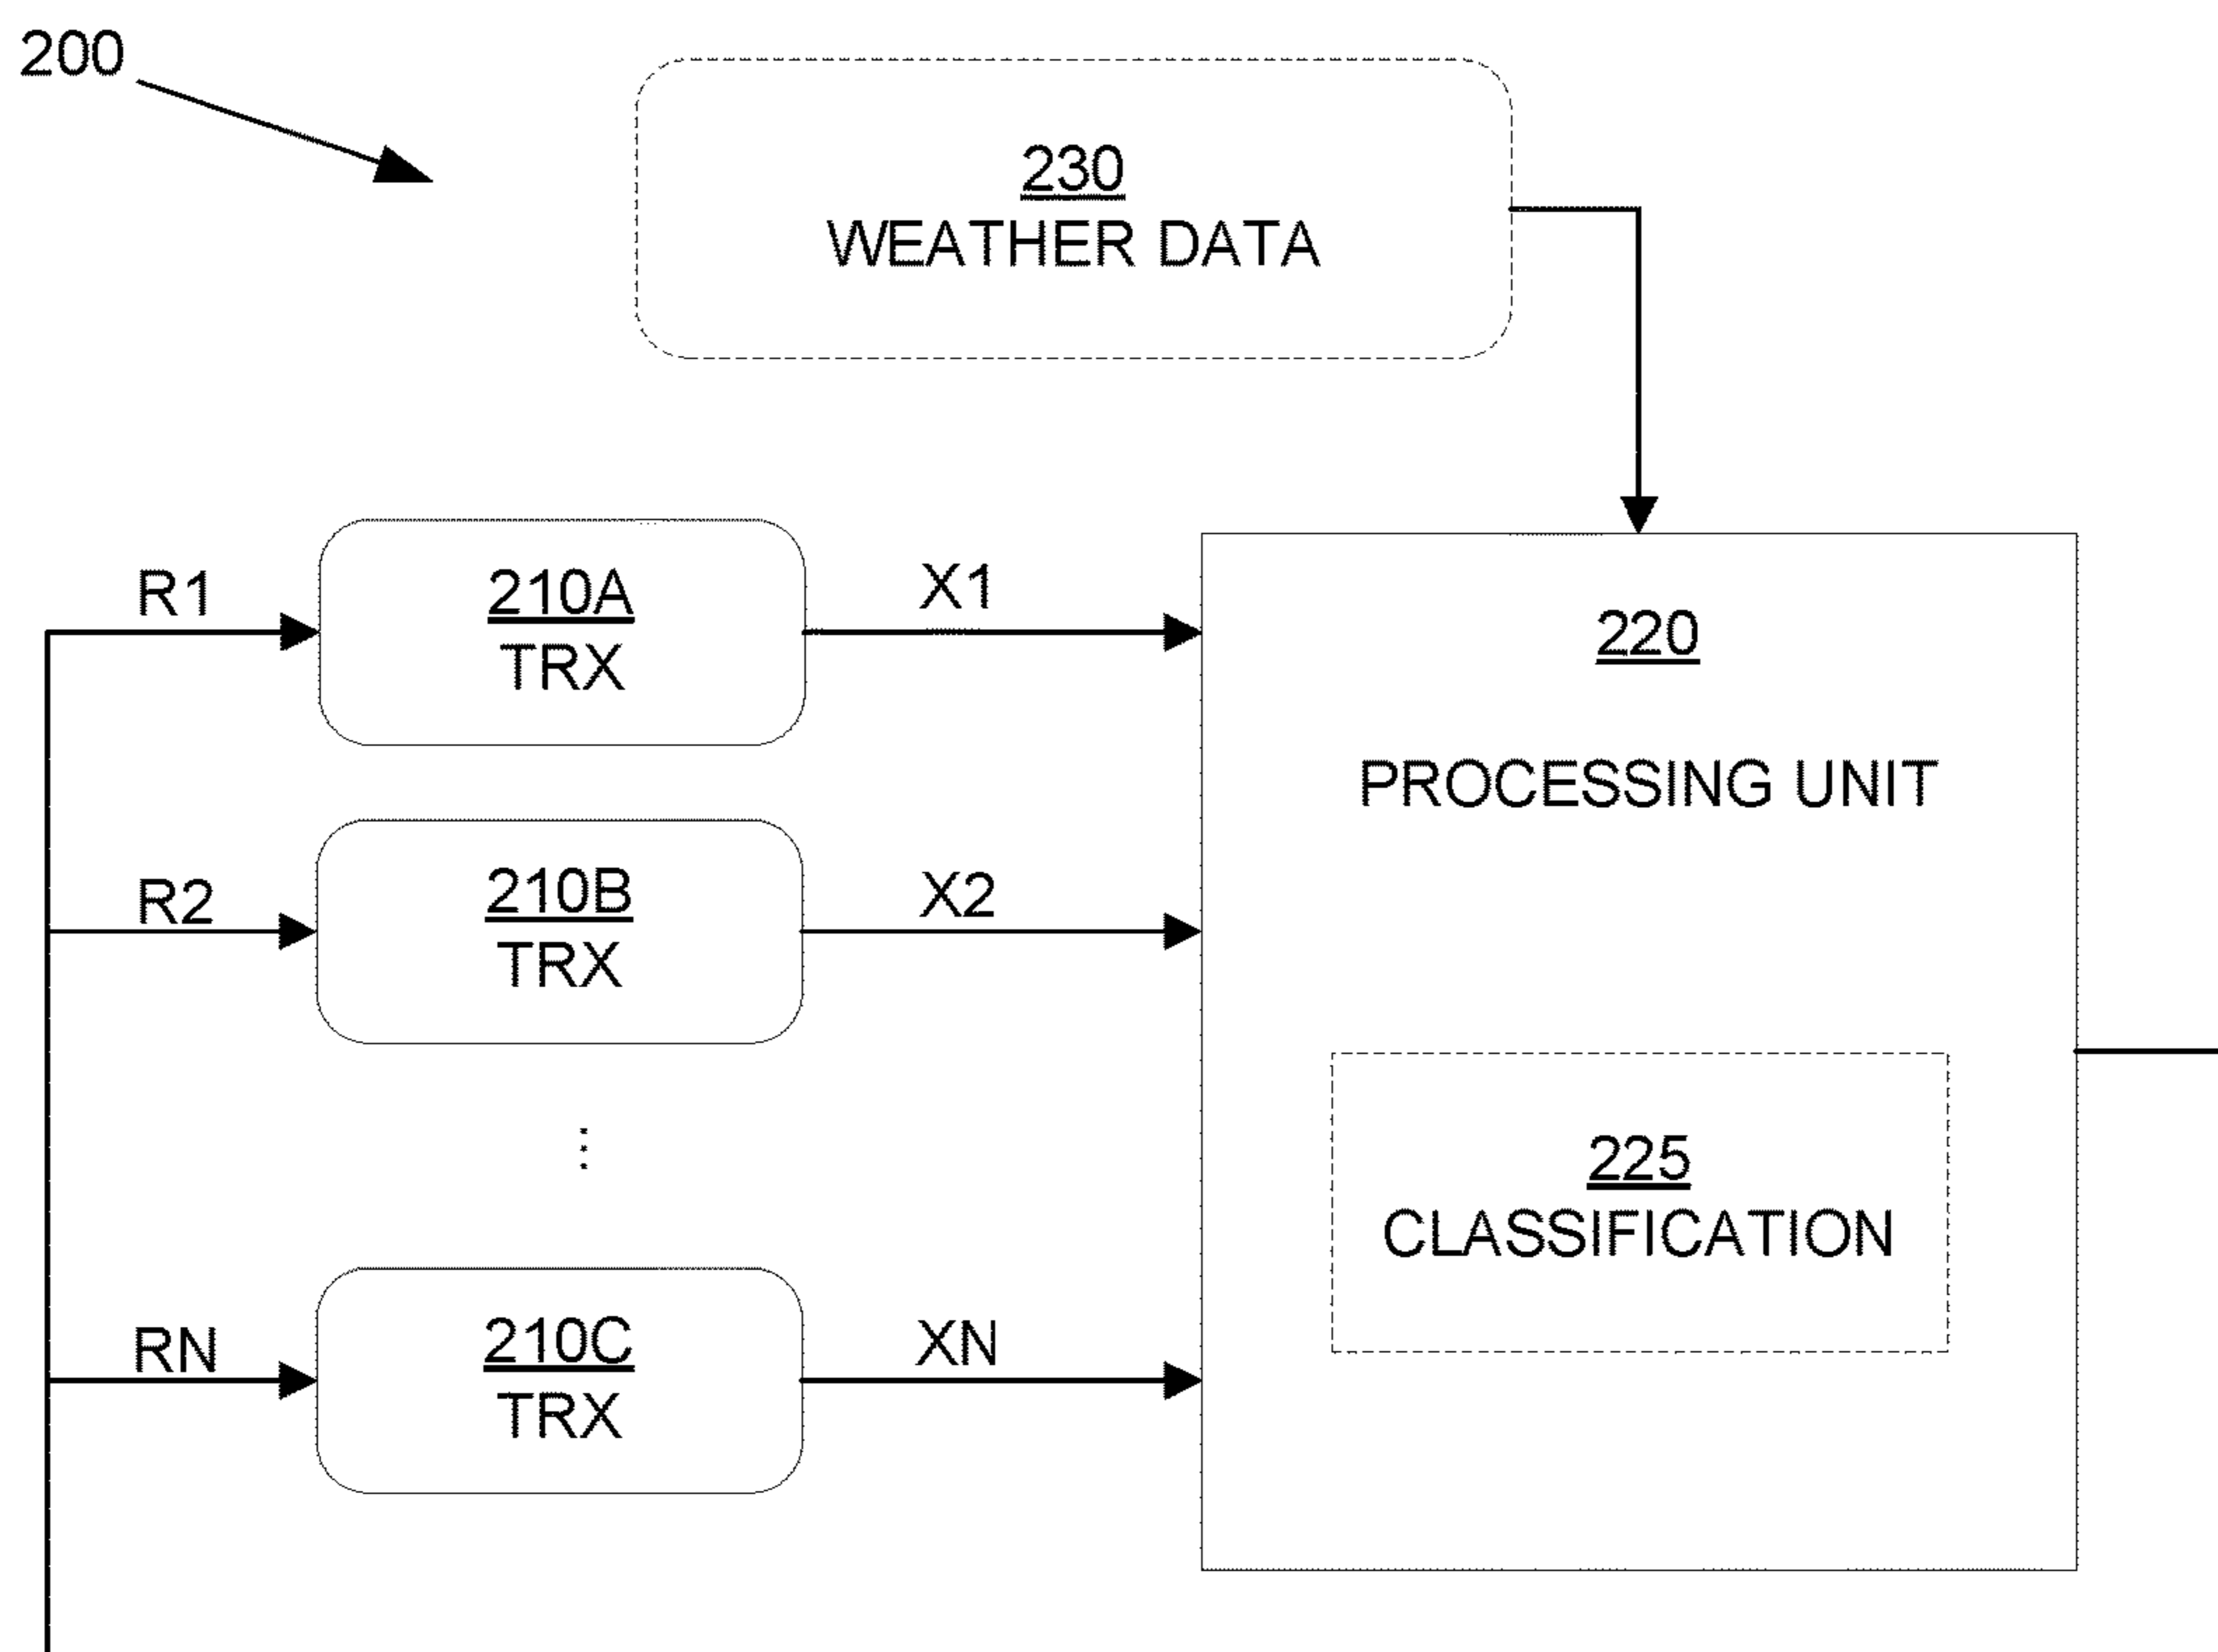 200
230
WEATHER DATA
R1
210A
TRX
X1
220
PROCESSING UNIT
R2
210B
TRX
X2
...
225
CLASSIFICATION
RN
210C
TRX
XN